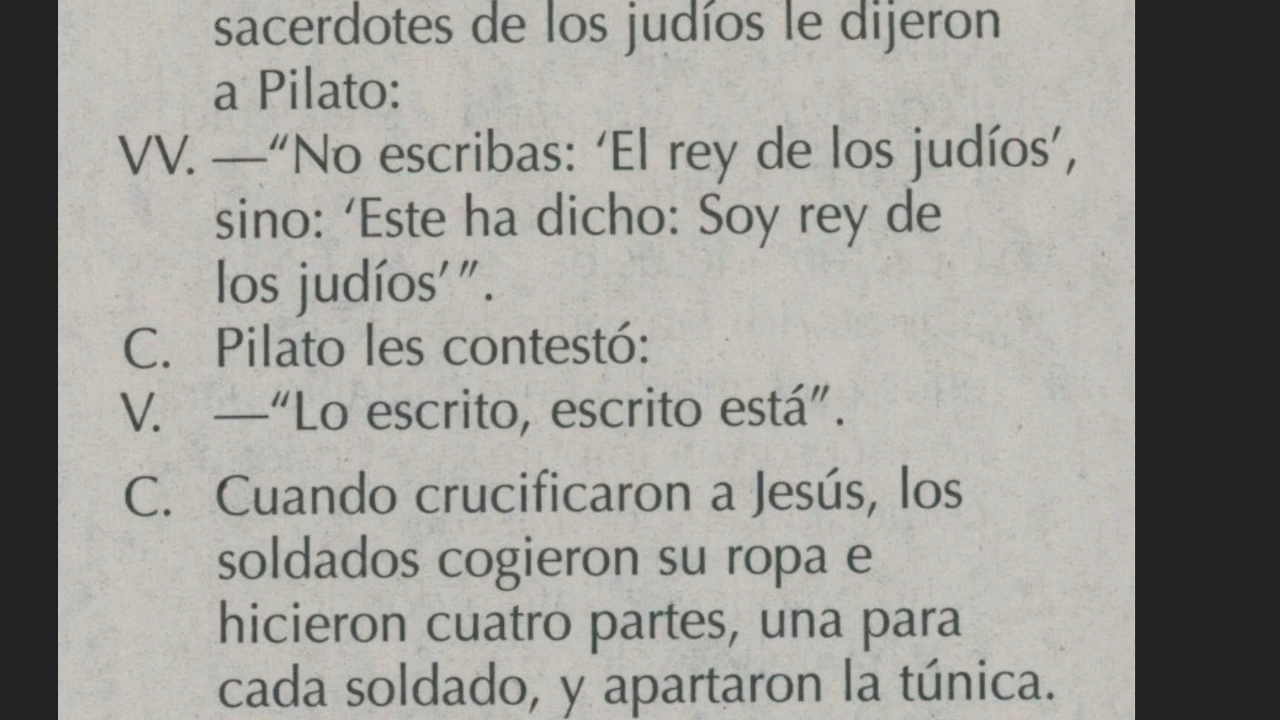 sacerdotes de los judíos le dijeron
a Pilato:
VV. —“No escribas: ‘El rey de los judíos’,
sino: ‘Este ha dicho: Soy rey de
los judíos’”.
C. Pilato les contestó:
V. —“Lo escrito, escrito está”.
C. Cuando crucificaron a Jesús, los
soldados cogieron su ropa e
hicieron cuatro partes, una para
cada soldado, y apartaron la túnica.